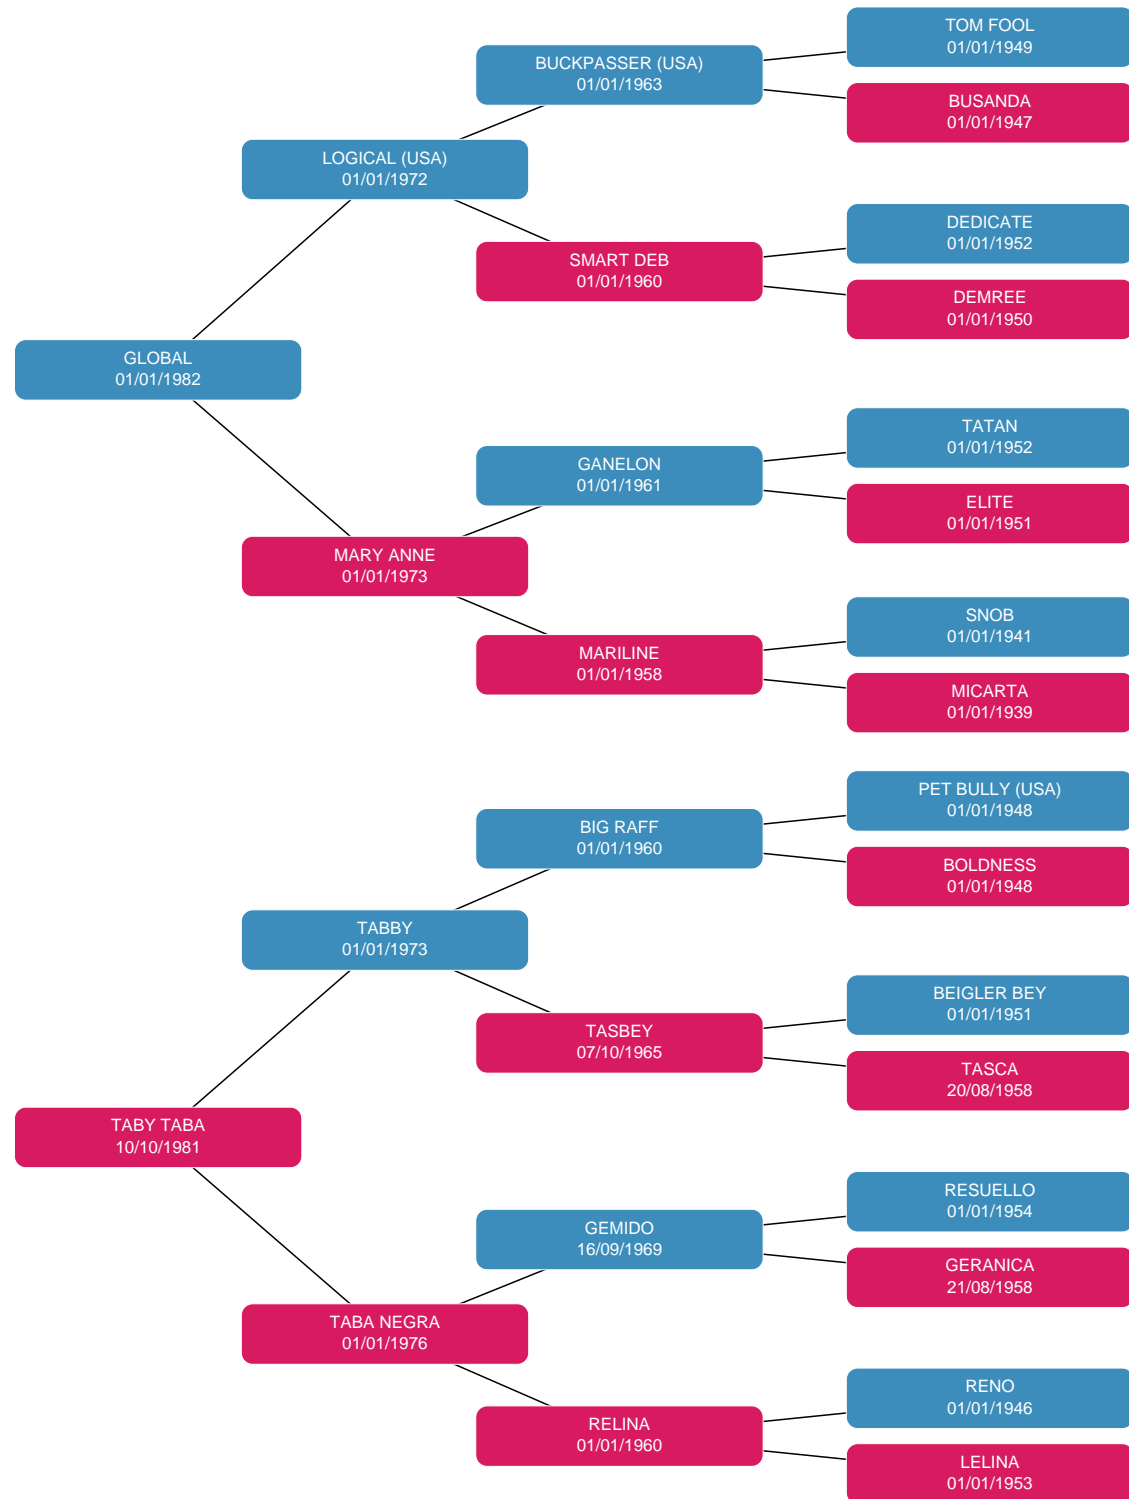 TOM FOOL
01/01/1949
BUCKPASSER (USA)
01/01/1963
BUSANDA
01/01/1947
LOGICAL (USA)
01/01/1972
DEDICATE
01/01/1952
SMART DEB
01/01/1960
DEMREE
01/01/1950
GLOBAL
01/01/1982
TATAN
01/01/1952
GANELON
01/01/1961
ELITE
01/01/1951
MARY ANNE
01/01/1973
SNOB
01/01/1941
MARILINE
01/01/1958
MICARTA
01/01/1939
PET BULLY (USA)
01/01/1948
BIG RAFF
01/01/1960
BOLDNESS
01/01/1948
TABBY
01/01/1973
BEIGLER BEY
01/01/1951
TASBEY
07/10/1965
TASCA
20/08/1958
TABY TABA
10/10/1981
RESUELLO
01/01/1954
GEMIDO
16/09/1969
GERANICA
21/08/1958
TABA NEGRA
01/01/1976
RENO
01/01/1946
RELINA
01/01/1960
LELINA
01/01/1953